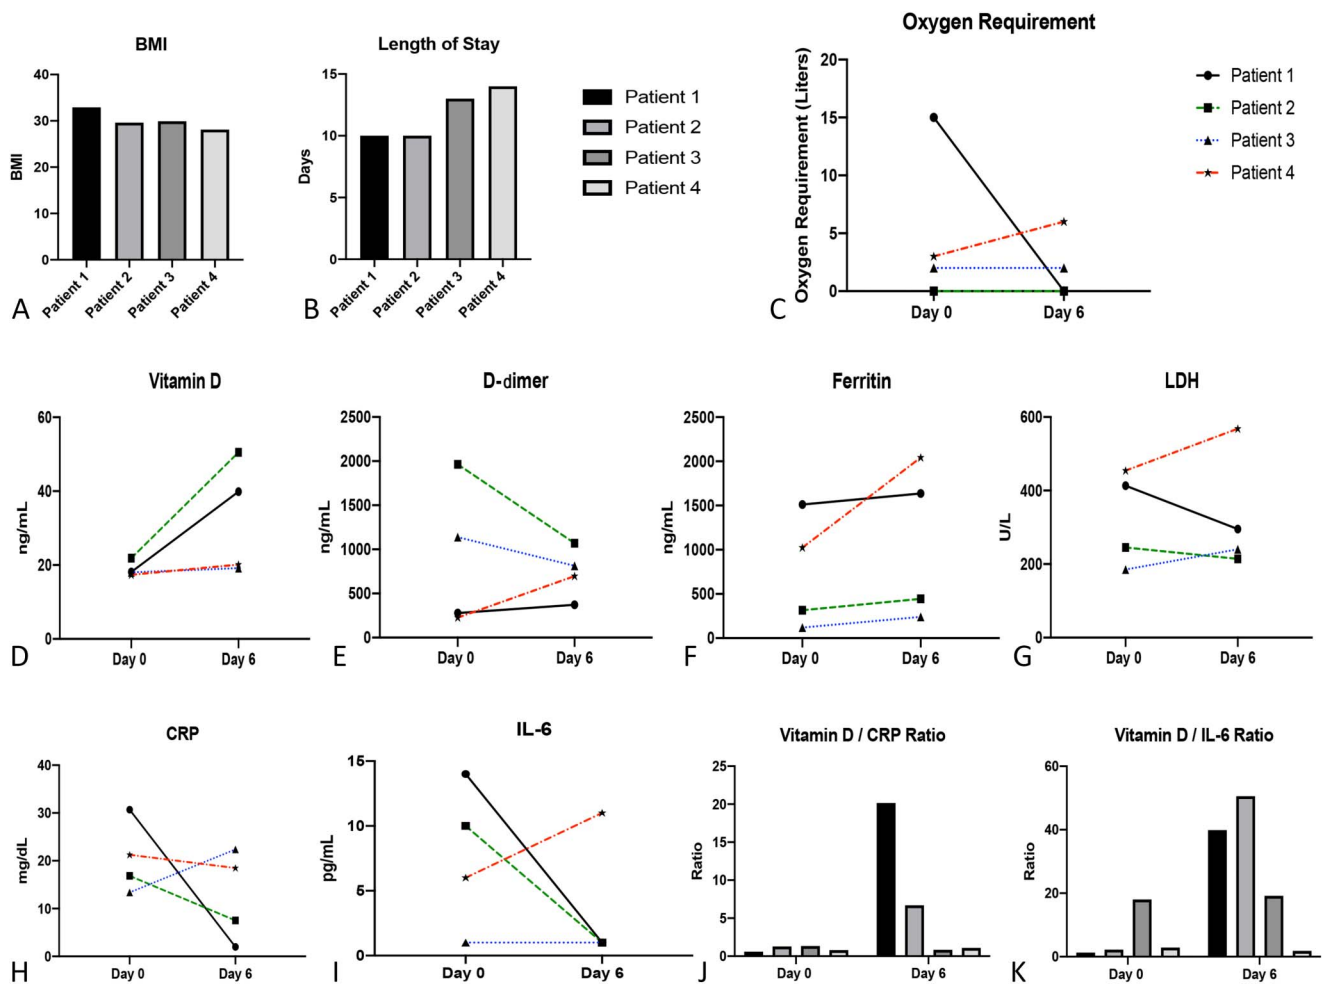 BMI
40
30
20
10
0
BMI
Patient 1
Patient 2
Patient 3
Patient 4
A
Length of Stay
15
10
5
0
Days
Patient 1
Patient 2
Patient 3
Patient 4
B
Patient 1
Patient 2
Patient 3
Patient 4
Oxygen Requirement
20
15
10
5
0
Oxygen Requirement (Liters)
Day 0
Day 6
C
Patient 1
Patient 2
Patient 3
Patient 4
Vitamin D
60
40
20
0
ng/mL
Day 0
Day 6
D
D-dimer
2500
2000
1500
1000
500
0
ng/mL
Day 0
Day 6
E
Ferritin
2500
2000
1500
1000
500
0
ng/mL
Day 0
Day 6
F
LDH
600
400
200
0
U/L
Day 0
Day 6
G
CRP
40
30
20
10
0
mg/dL
Day 0
Day 6
H
IL-6
15
10
5
0
pg/mL
Day 0
Day 6
I
Vitamin D / CRP Ratio
25
20
15
10
5
0
Ratio
Day 0
Day 6
J
Vitamin D / IL-6 Ratio
60
40
20
0
Ratio
Day 0
Day 6
K